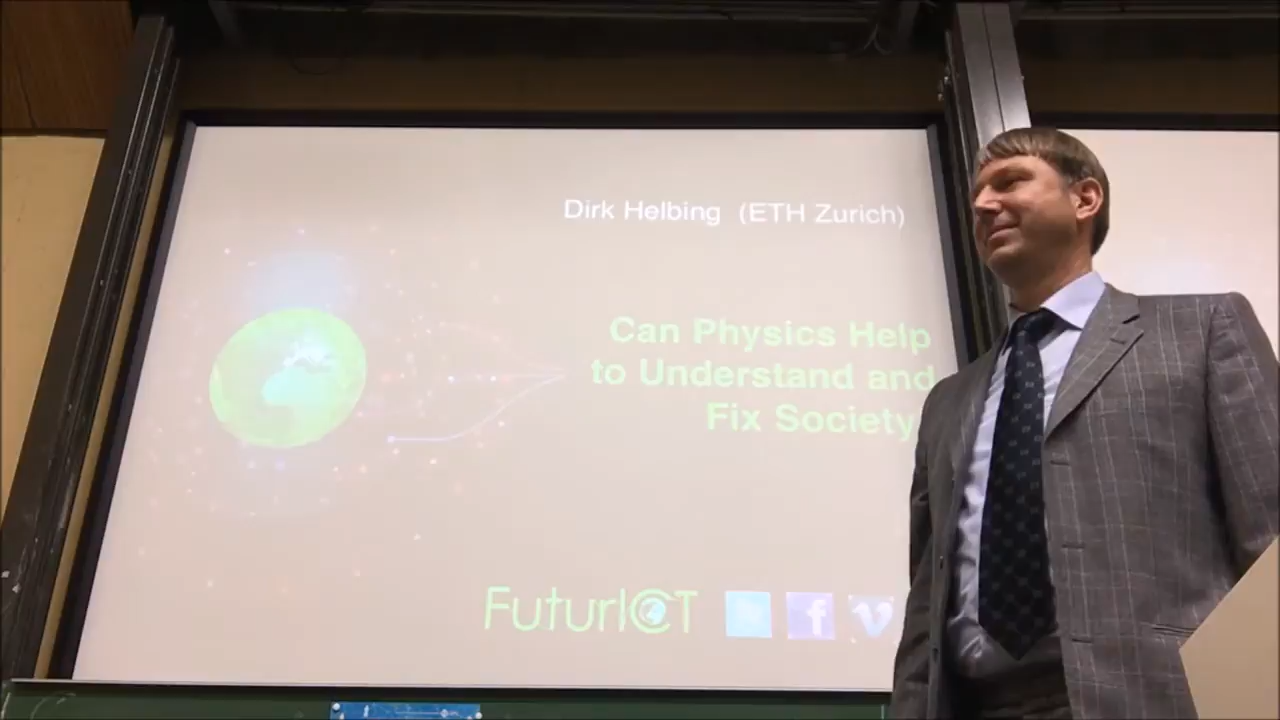 Dirk Helbing (ETH Zurich)
Can Physics Help
to Understand and
Fix Society
FuturICT
f
v